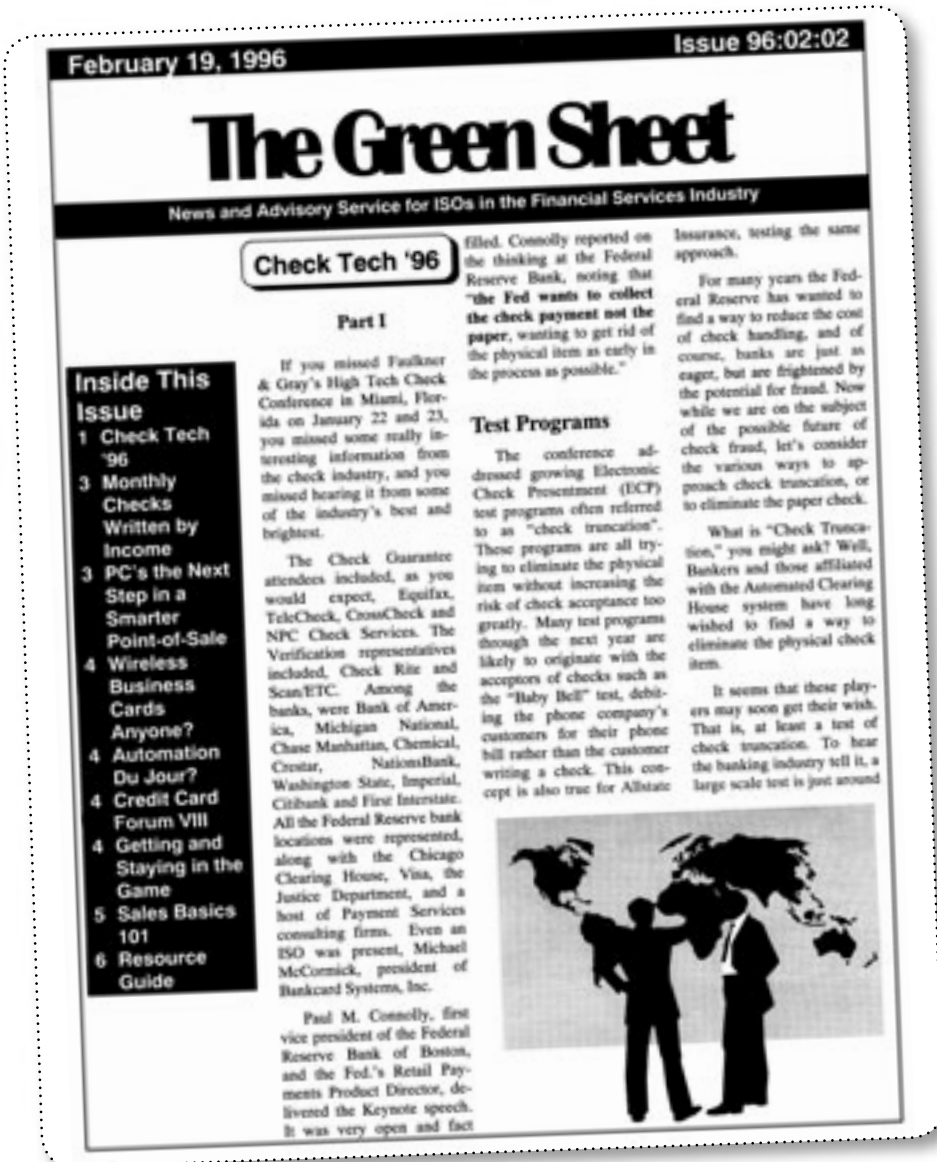 February 19, 1996
Issue 96:02:02
The Green Sheet
News and Advisory Service for ISOs in the Financial Services Industry
Inside This
Issue
1 Check Tech
'96
3 Monthly
Checks
Written by
Income
3 PC's the Next
Step in a
Smarter
Point-of-Sale
4 Wireless
Business
Cards
Anyone?
4 Automation
Du Jour?
4 Credit Card
Forum VIII
4 Getting and
Staying in the
Game
5 Sales Basics
101
6 Resource
Guide
Check Tech '96
Part I
If you missed Faulkner
& Gray's High Tech Check
Conference in Miami, Flor-
ida on January 22 and 23,
you missed some really in-
teresting information from
the check industry, and you
missed hearing it from some
of the industry's best and
brightest.
The Check Guarantee
attendees included, as you
would expect, Equifax,
TeleCheck, CrossCheck and
NPC Check Services. The
Verification representatives
included, Check Rite and
Scan/ETC. Among the
banks, were Bank of Amer-
ica, Michigan National,
Chase Manhattan, Chemical,
Crestar, NationsBank,
Washington State, Imperial,
Citibank and First Interstate.
All the Federal Reserve bank
locations were represented,
along with the Chicago
Clearing House, Visa, the
Justice Department, and a
host of Payment Services
consulting firms. Even an
ISO was present, Michael
McCormick, president of
Bankcard Systems, Inc.
Paul M. Connolly, first
vice president of the Federal
Reserve Bank of Boston,
and the Fed.'s Retail Pay-
ments Product Director, de-
livered the Keynote speech.
It was very open and fact
filled. Connolly reported on
the thinking at the Federal
Reserve Bank, noting that
"the Fed wants to collect
the check payment not the
paper, wanting to get rid of
the physical item as early in
the process as possible."
Test Programs
The conference ad-
dressed growing Electronic
Check Presentment (ECP)
test programs often referred
to as "check truncation".
These programs are all try-
ing to eliminate the physical
item without increasing the
risk of check acceptance too
greatly. Many test programs
through the next year are
likely to originate with the
acceptors of checks such as
the "Baby Bell" test, debit-
ing the phone company's
customers for their phone
bill rather than the customer
writing a check. This con-
cept is also true for Allstate
Insurance, testing the same
approach.
For many years the Fed-
eral Reserve has wanted to
find a way to reduce the cost
of check handling, and of
course, banks are just as
eager, but are frightened by
the potential for fraud. Now
while we are on the subject
of the possible future of
check fraud, let's consider
the various ways to ap-
proach check truncation, or
to eliminate the paper check.
What is "Check Trunca-
tion," you might ask? Well,
Bankers and those affiliated
with the Automated Clearing
House system have long
wished to find a way to
eliminate the physical check
item.
It seems that these play-
ers may soon get their wish.
That is, at least a test of
check truncation. To hear
the banking industry tell it, a
large scale test is just around